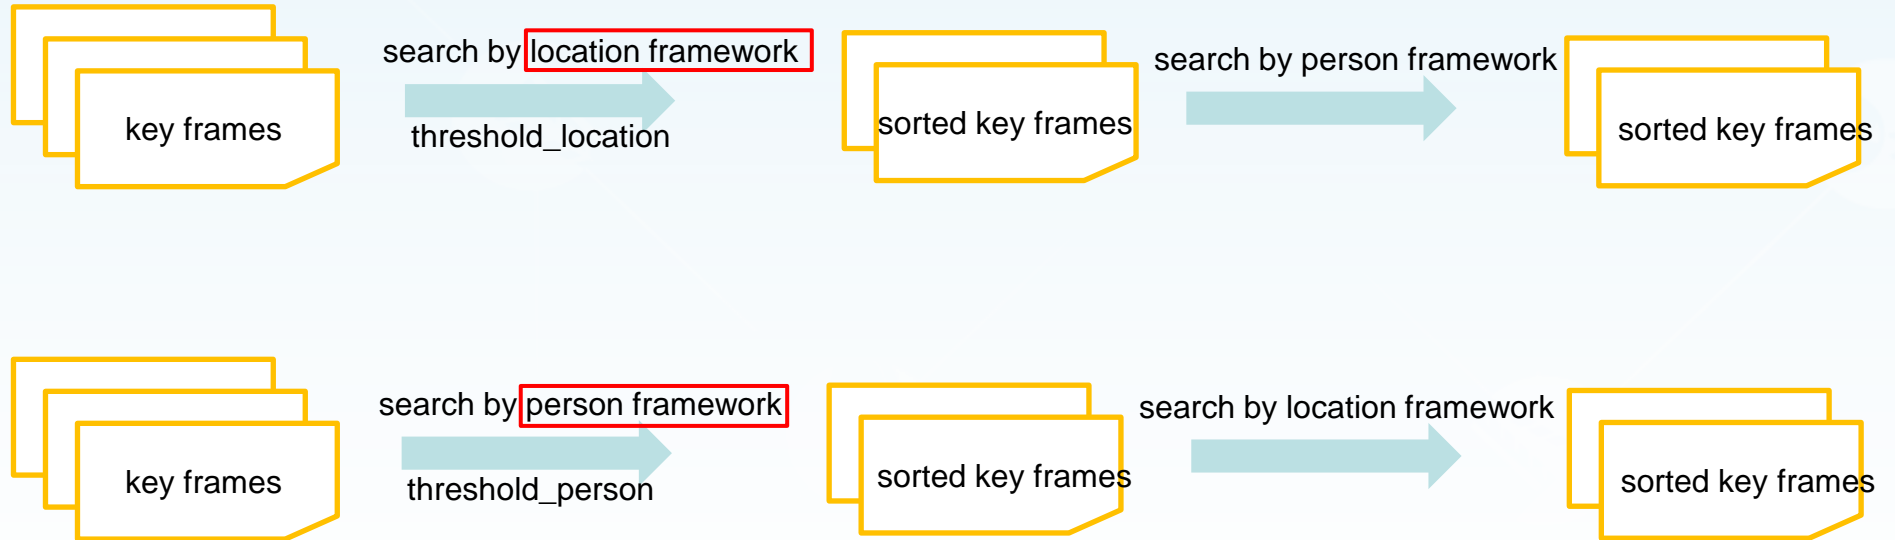 search by location framework
threshold_location
key frames
sorted key frames
search by person framework
sorted key frames
search by person framework
threshold_person
key frames
sorted key frames
search by location framework
sorted key frames